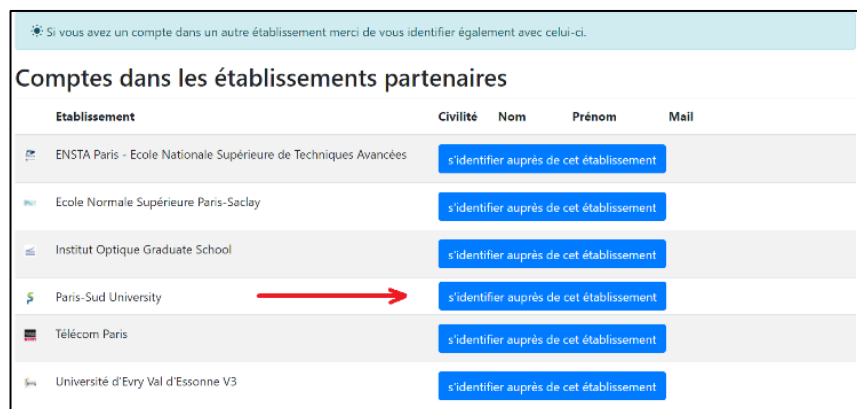 Si vous avez un compte dans un autre établissement merci de vous identifier également avec celui-ci.
Comptes dans les établissements partenaires
Etablissement Civilité Nom Prénom Mail
ENSTA Paris - Ecole Nationale Supérieure de Techniques Avancées s'identifier auprès de cet établissement
Ecole Normale Supérieure Paris-Saclay s'identifier auprès de cet établissement
Institut Optique Graduate School s'identifier auprès de cet établissement
Paris-Sud University s'identifier auprès de cet établissement
Télécom Paris s'identifier auprès de cet établissement
Université d'Evry Val d'Essonne V3 s'identifier auprès de cet établissement